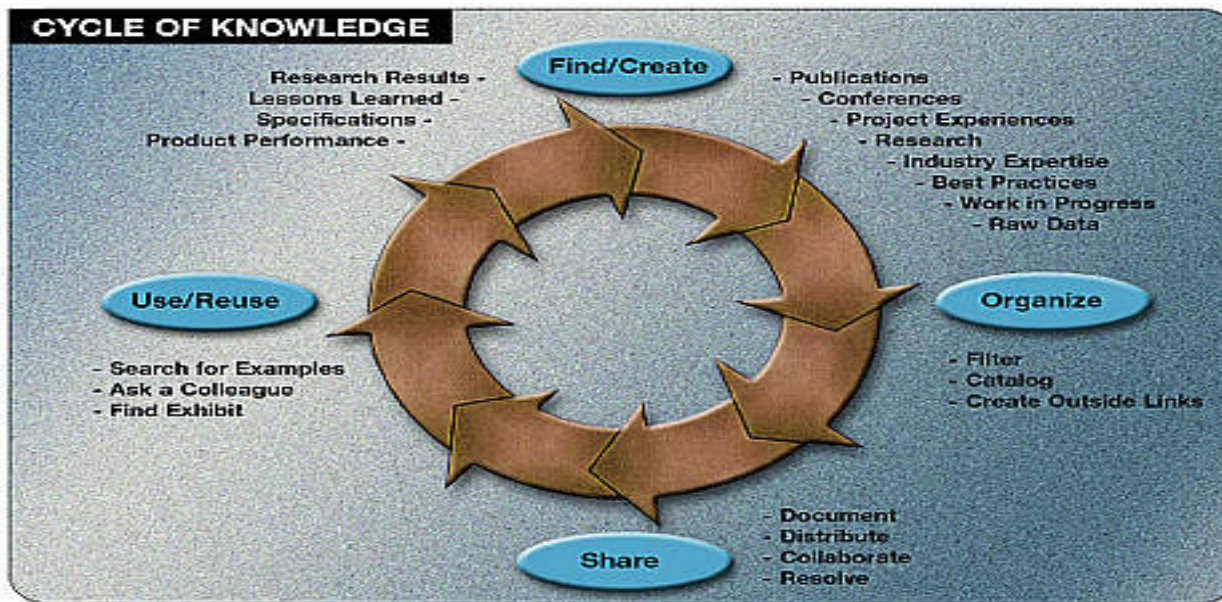 CYCLE OF KNOWLEDGE
Find/Create
Research Results -
Lessons Learned -
Specifications -
Product Performance -
- Publications
- Conferences
- Project Experiences
- Research
- Industry Expertise
- Best Practices
- Work in Progress
- Raw Data
Use/Reuse
- Search for Examples
- Ask a Colleague
- Find Exhibit
Organize
- Filter
- Catalog
- Create Outside Links
Share
- Document
- Distribute
- Collaborate
- Resolve